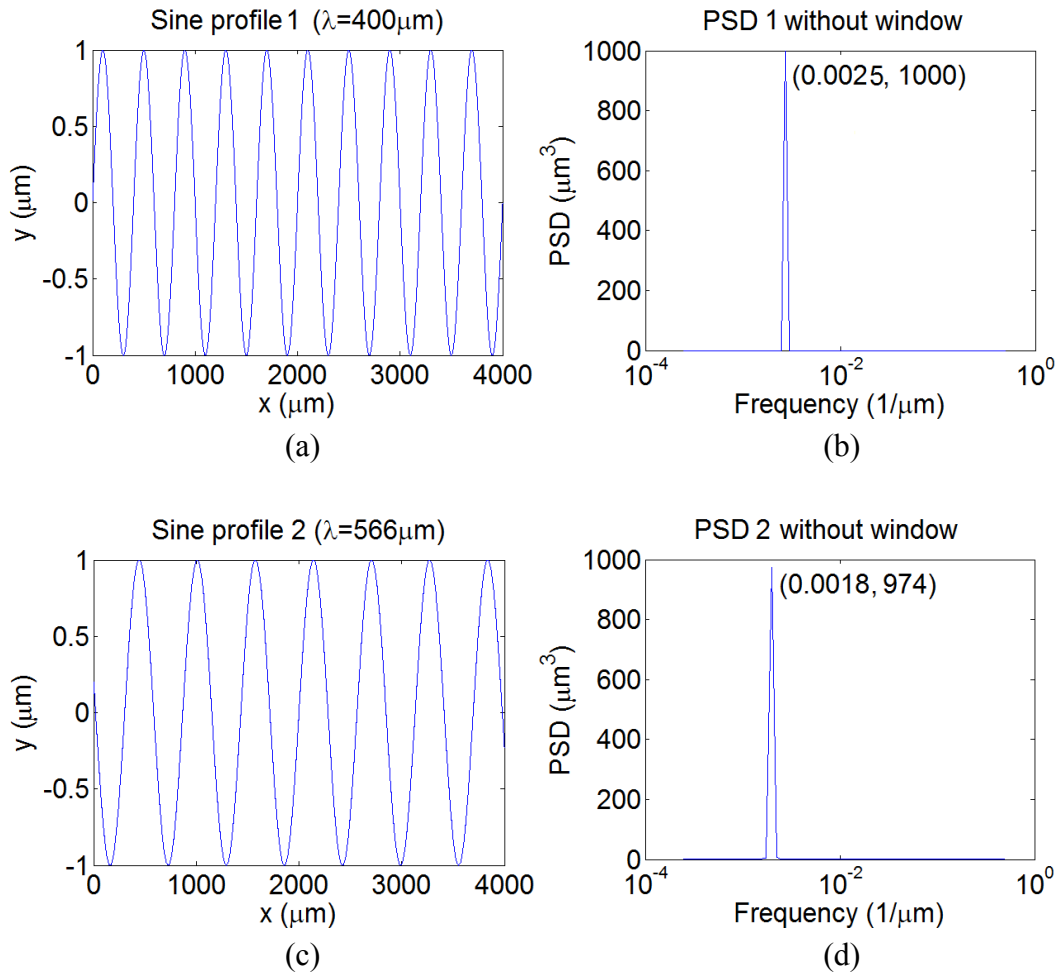 Sine profile 1 (λ=400μm)
1
0.5
0
-0.5
-1
y (μm)
0 1000 2000 3000 4000
x (μm)
(a)
PSD 1 without window
(0.0025, 1000)
1000
800
600
400
200
0
PSD (μm³)
10⁻⁴ 10⁻² 10⁰
Frequency (1/μm)
(b)
Sine profile 2 (λ=566μm)
1
0.5
0
-0.5
-1
y (μm)
0 1000 2000 3000 4000
x (μm)
(c)
PSD 2 without window
(0.0018, 974)
1000
800
600
400
200
0
PSD (μm³)
10⁻⁴ 10⁻² 10⁰
Frequency (1/μm)
(d)